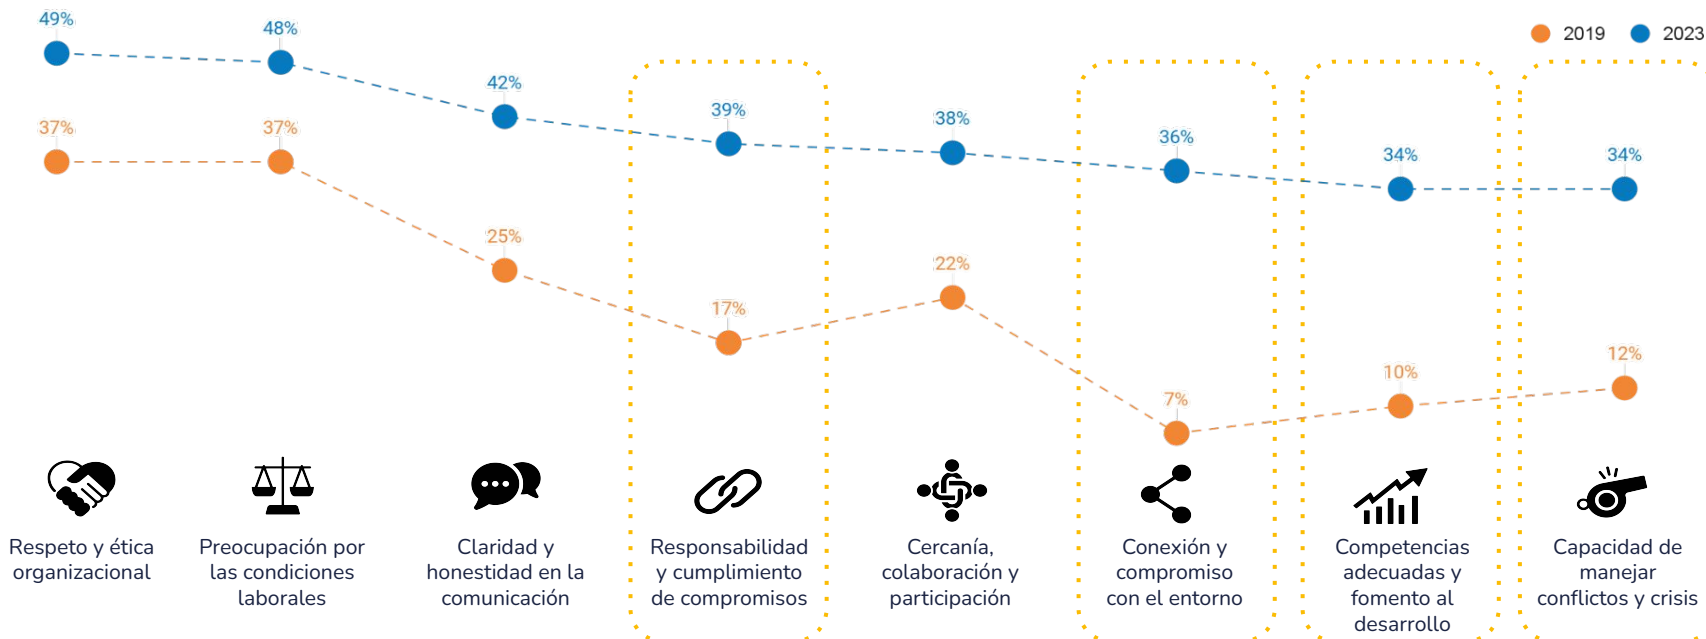 49%
48%
42%
39%
38%
36%
34%
34%
2019
2023
37%
37%
25%
17%
22%
7%
10%
12%
Respeto y ética
organizacional
Preocupación por
las condiciones
laborales
Claridad y
honestidad en la
comunicación
Responsabilidad
y cumplimiento
de compromisos
Cercanía,
colaboración y
participación
Conexión y
compromiso
con el entorno
Competencias
adecuadas y
fomento al
desarrollo
Capacidad de
manejar
conflictos y crisis